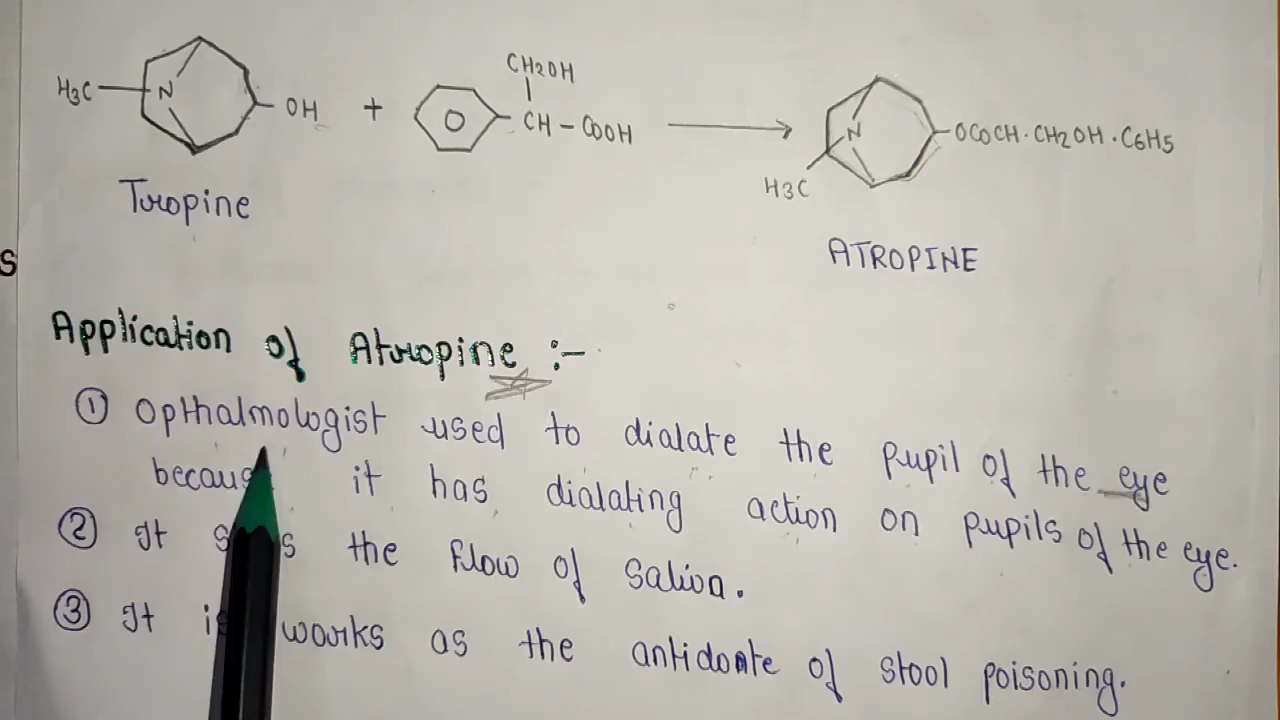 H3C N OH + CH2OH CH - COOH → N OCOCH·CH2OH·C6H5
H3C
Tropine
ATROPINE
S
Application of Atropine :-
① Opthalmologist used to dialate the pupil of the eye
it has dialating action on pupils of the eye.
② It the flow of saliva.
③ It works as the antidoate of stool poisoning.